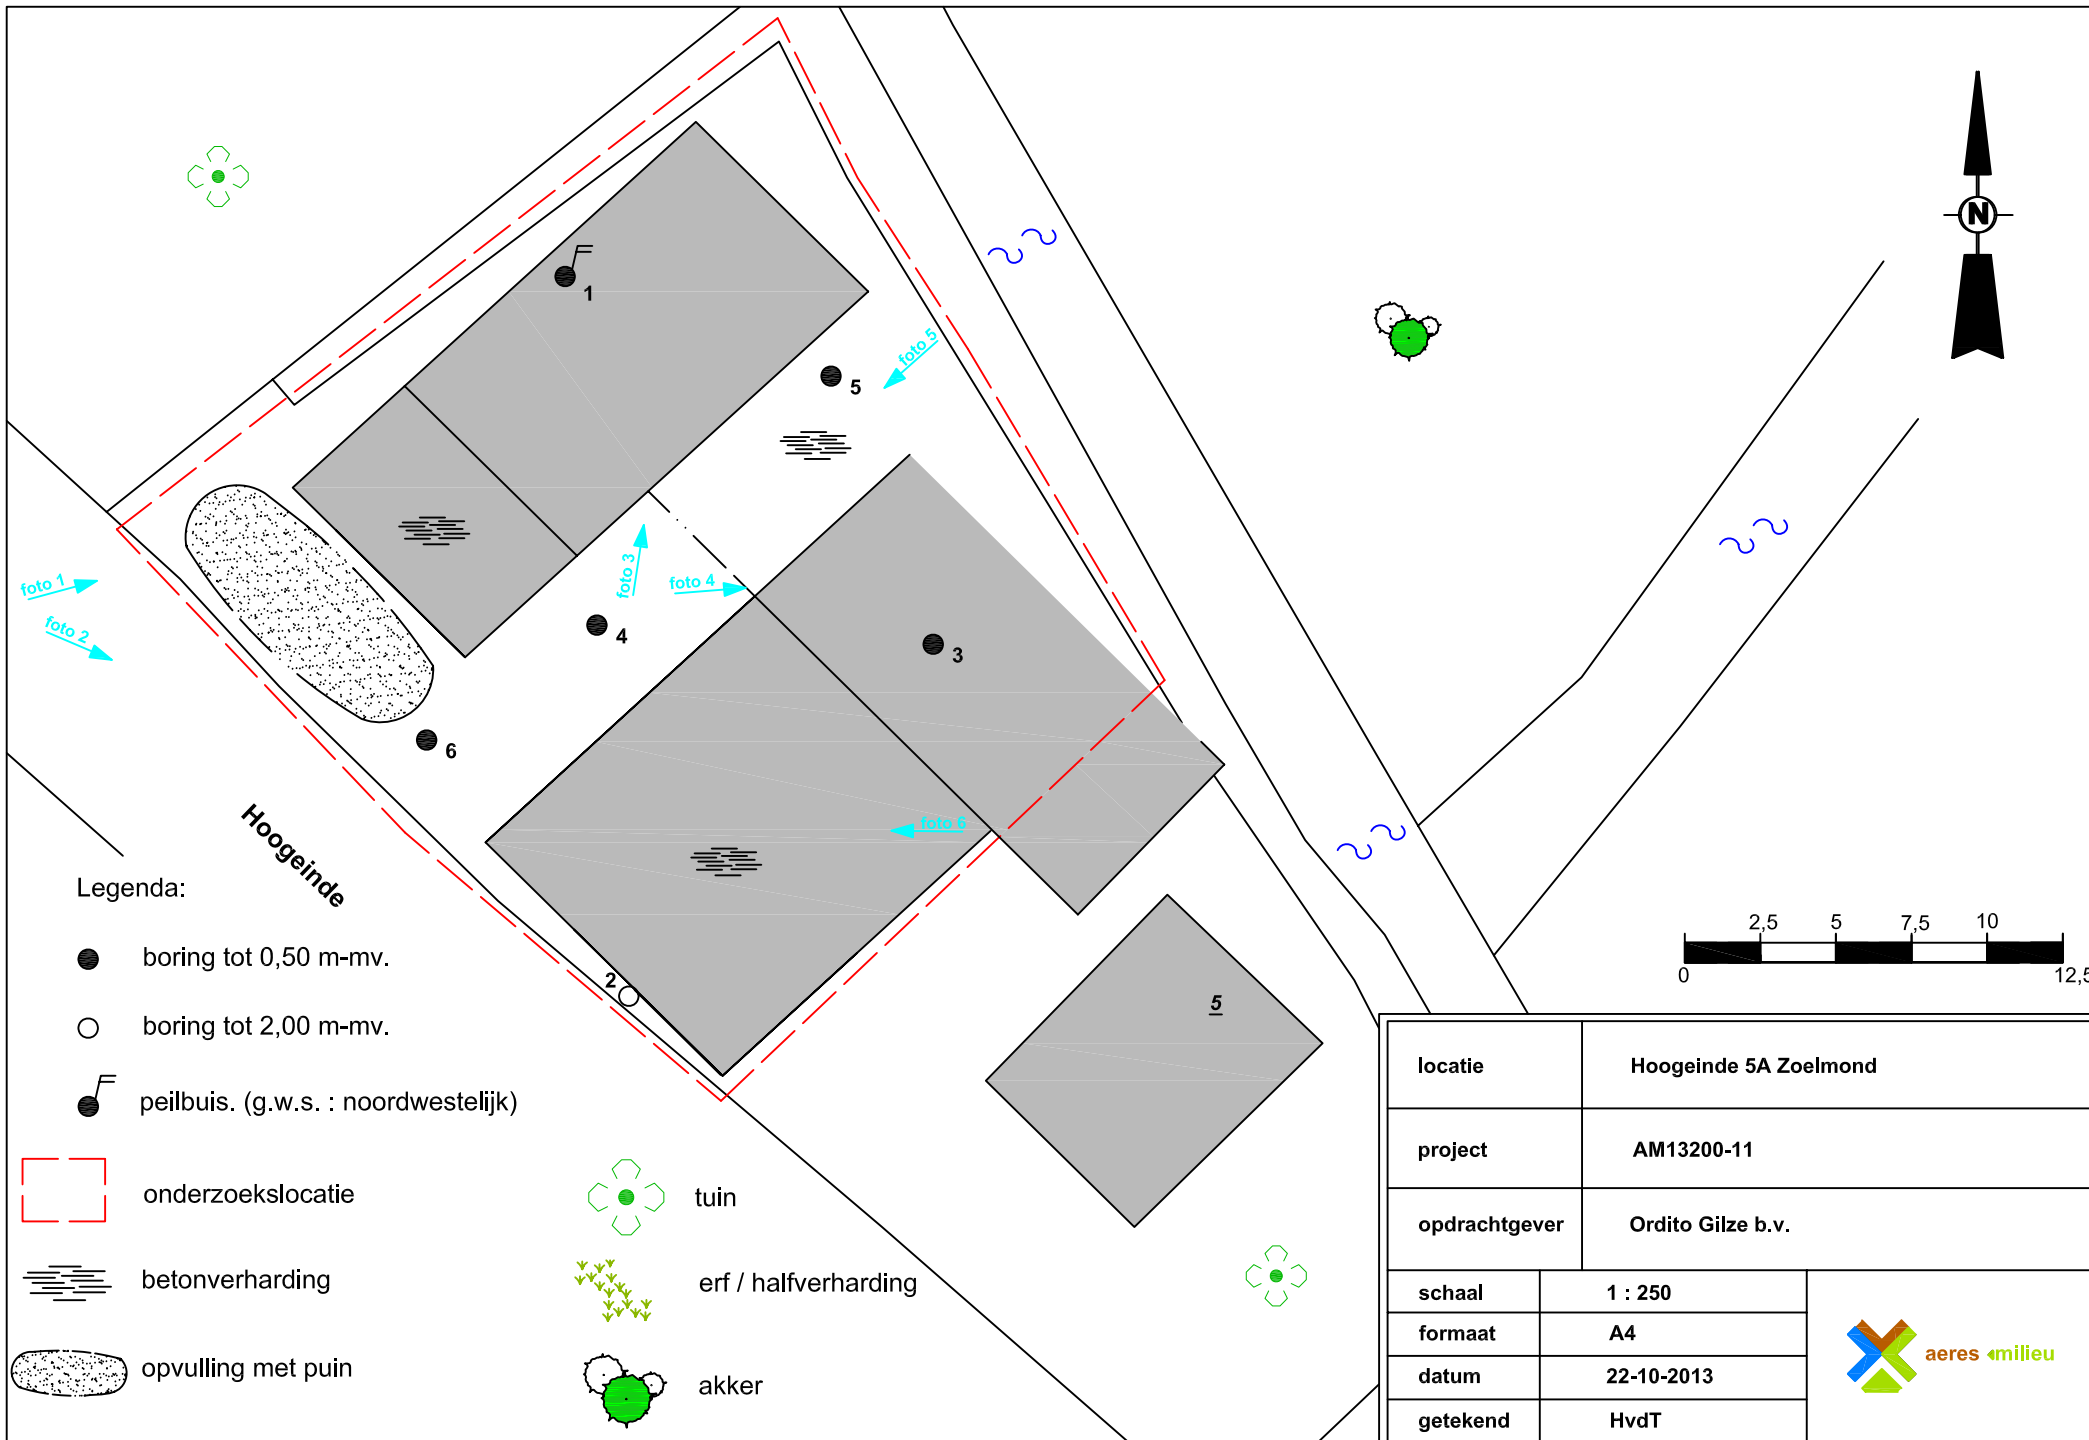 1
5
foto 5
foto 3
foto 4
foto 1
foto 2
4
3
6
foto 6
Hoogeinde
2
5
N
Legenda:
boring tot 0,50 m-mv.
boring tot 2,00 m-mv.
peilbuis. (g.w.s. : noordwestelijk)
onderzoekslocatie
betonverharding
opvulling met puin
tuin
erf / halfverharding
akker
2,5 5 7,5 10
0 12,5
locatie Hoogeinde 5A Zoelmond
project AM13200-11
opdrachtgever Ordito Gilze b.v.
schaal 1 : 250
formaat A4
datum 22-10-2013
getekend HvdT
aeres milieu